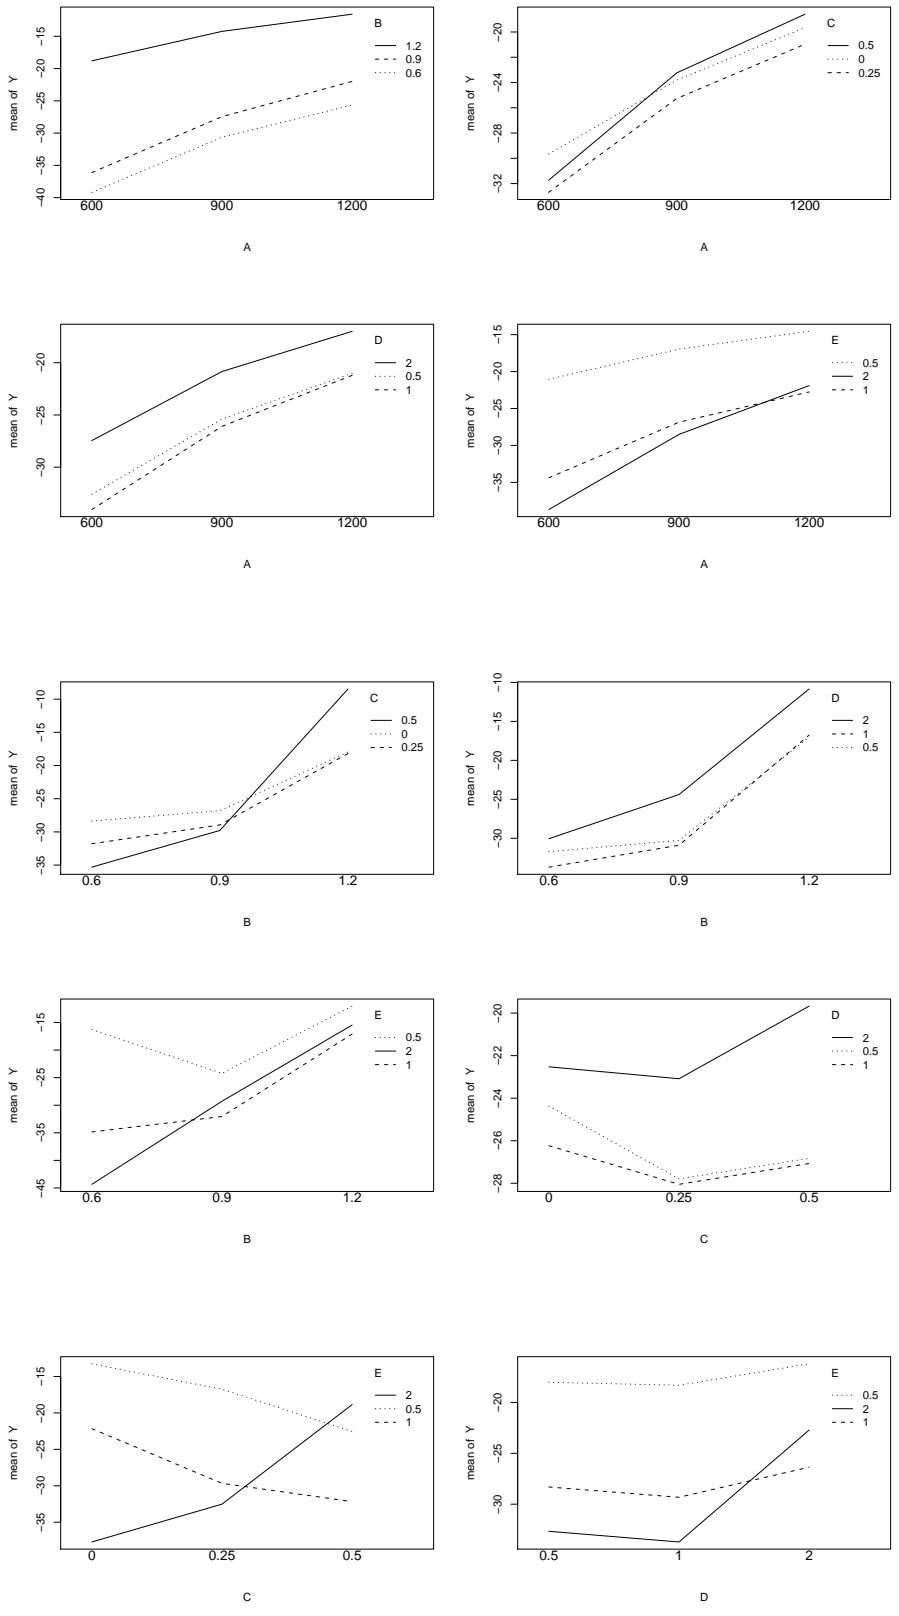 mean of Y
−15
−20
−25
−30
−35
−40
B
1.2
0.9
0.6
600 900 1200
A
mean of Y
−20
−24
−28
−32
C
0.5
0
0.25
600 900 1200
A
mean of Y
−20
−25
−30
D
2
0.5
1
600 900 1200
A
mean of Y
−15
−20
−25
−30
−35
E
0.5
2
1
600 900 1200
A
mean of Y
−10
−15
−20
−25
−30
−35
C
0.5
0
0.25
0.6 0.9 1.2
B
mean of Y
−10
−15
−20
−25
−30
D
2
1
0.5
0.6 0.9 1.2
B
mean of Y
−15
−25
−35
−45
E
0.5
2
1
0.6 0.9 1.2
B
mean of Y
−20
−22
−24
−26
−28
D
2
0.5
1
0 0.25 0.5
C
mean of Y
−15
−20
−25
−30
−35
E
2
0.5
1
0 0.25 0.5
C
mean of Y
−20
−25
−30
E
0.5
2
1
0.5 1 2
D